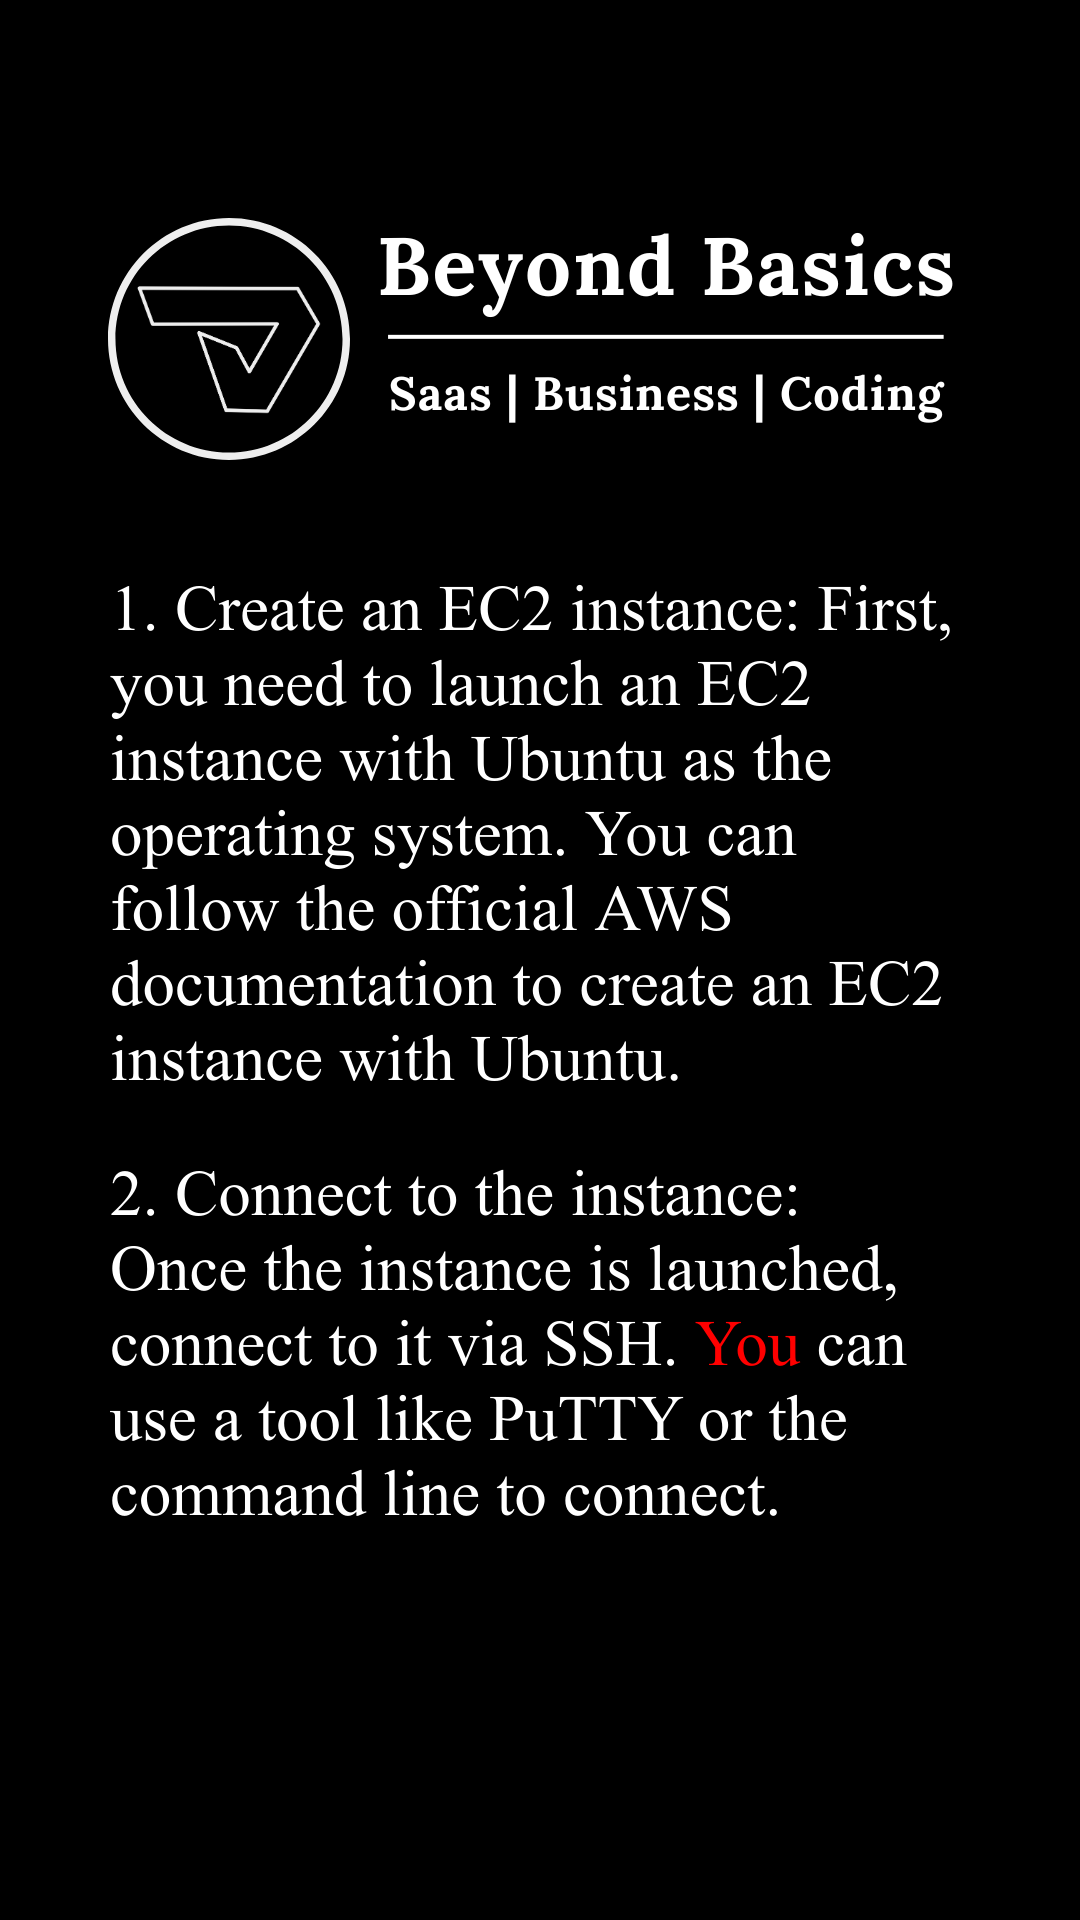 Beyond Basics
Saas | Business | Coding
1. Create an EC2 instance: First,
you need to launch an EC2
instance with Ubuntu as the
operating system. You can
follow the official AWS
documentation to create an EC2
instance with Ubuntu.
2. Connect to the instance:
Once the instance is launched,
connect to it via SSH. You can
use a tool like PuTTY or the
command line to connect.